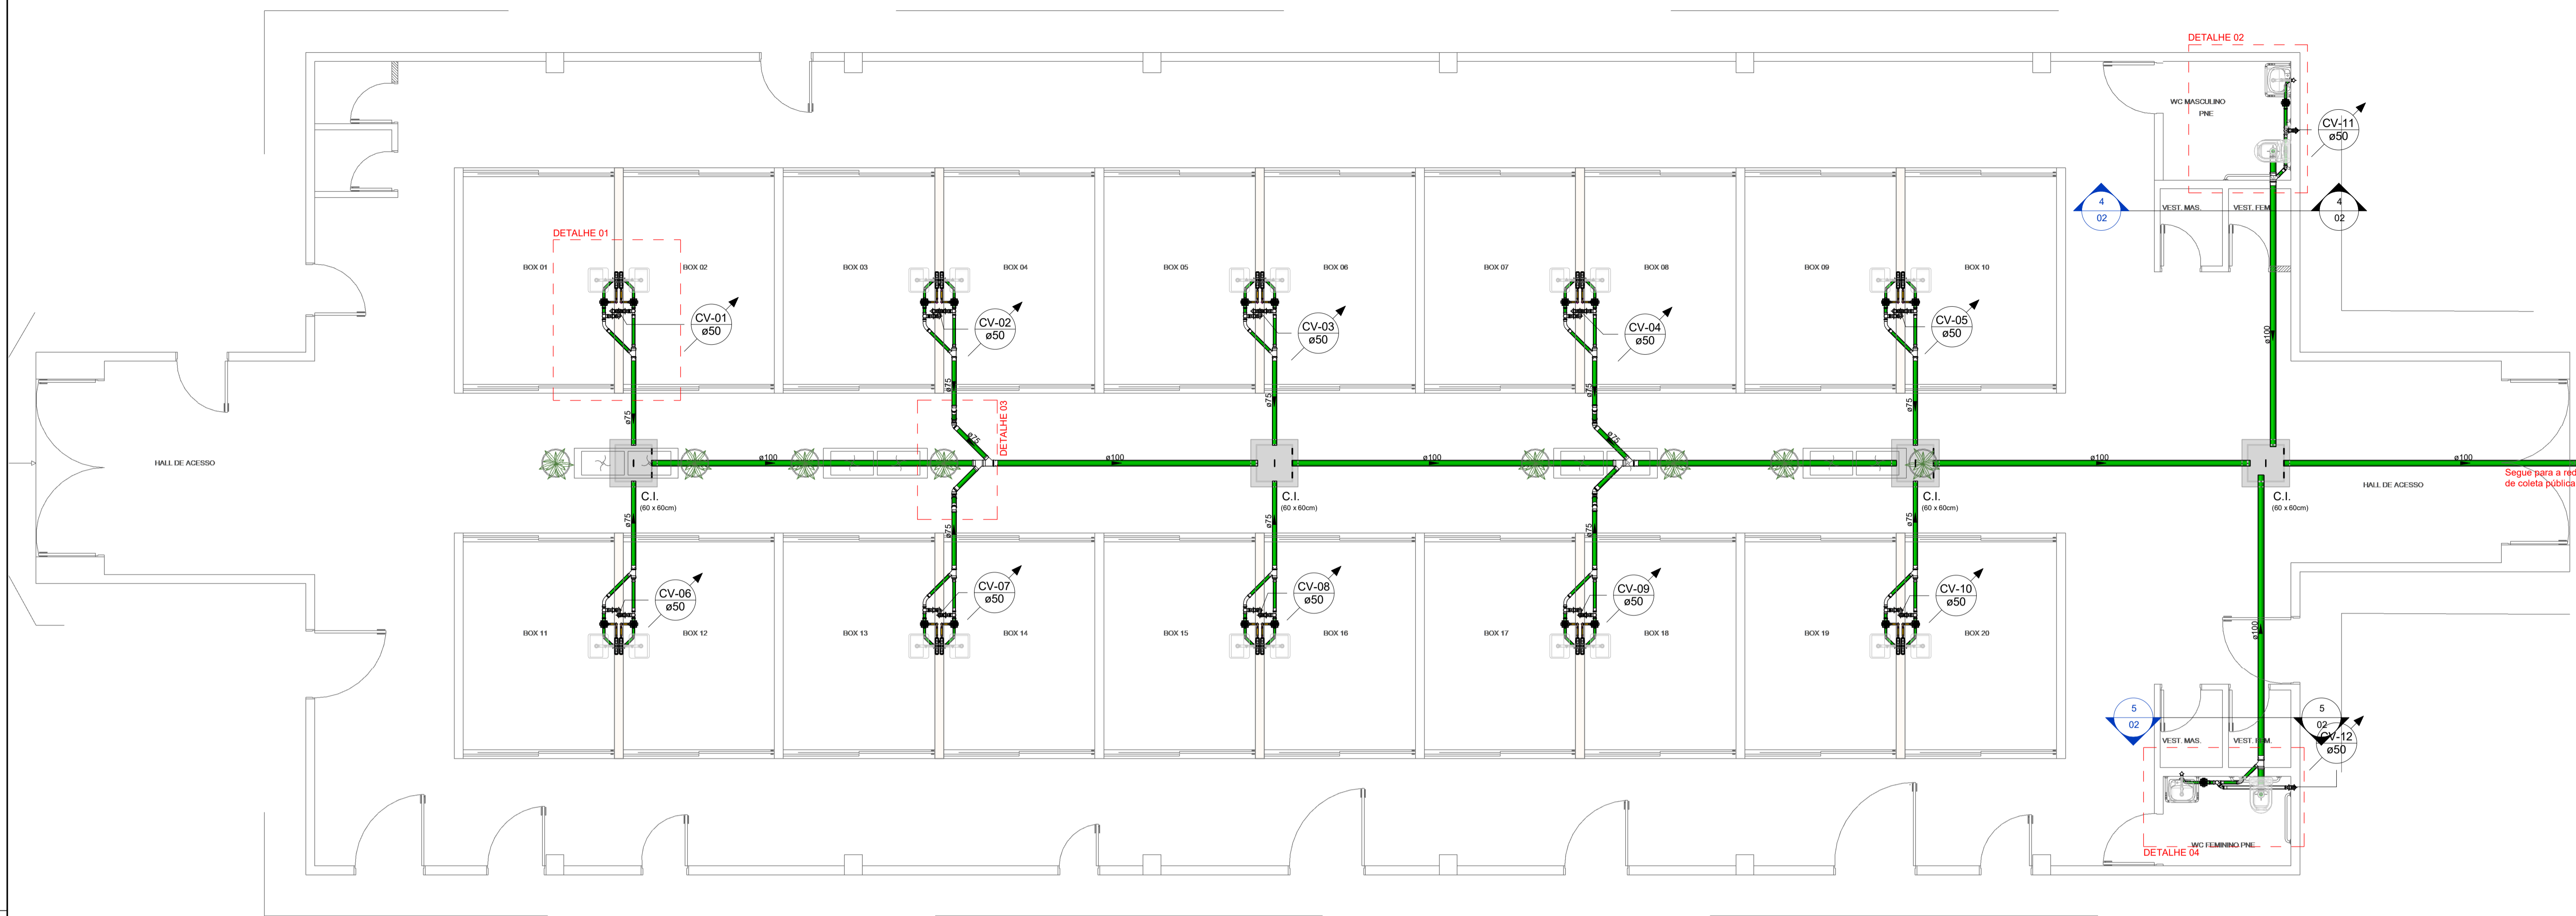 DETALHE 02
WC MASCULINO
PNE
CV-11
ø50
4
02
4
02
VEST. MAS.
VEST. FEM.
DETALHE 01
BOX 01
BOX 02
BOX 03
BOX 04
BOX 05
BOX 06
BOX 07
BOX 08
BOX 09
BOX 10
CV-01
ø50
CV-02
ø50
CV-03
ø50
CV-04
ø50
CV-05
ø50
ø100
ø75
ø75
ø75
ø75
ø75
DETALHE 03
ø75
ø75
HALL DE ACESSO
ø100
ø100
ø100
ø100
ø100
Segue para a red
de coleta pública
HALL DE ACESSO
C.I.
(60 x 60cm)
C.I.
(60 x 60cm)
C.I.
(60 x 60cm)
C.I.
(60 x 60cm)
ø75
ø75
ø75
ø75
ø75
CV-06
ø50
CV-07
ø50
CV-08
ø50
CV-09
ø50
CV-10
ø50
BOX 11
BOX 12
BOX 13
BOX 14
BOX 15
BOX 16
BOX 17
BOX 18
BOX 19
BOX 20
ø100
5
02
5
02
VEST. MAS.
VEST. FEM.
CV-12
ø50
WC FEMININO PNE
DETALHE 04